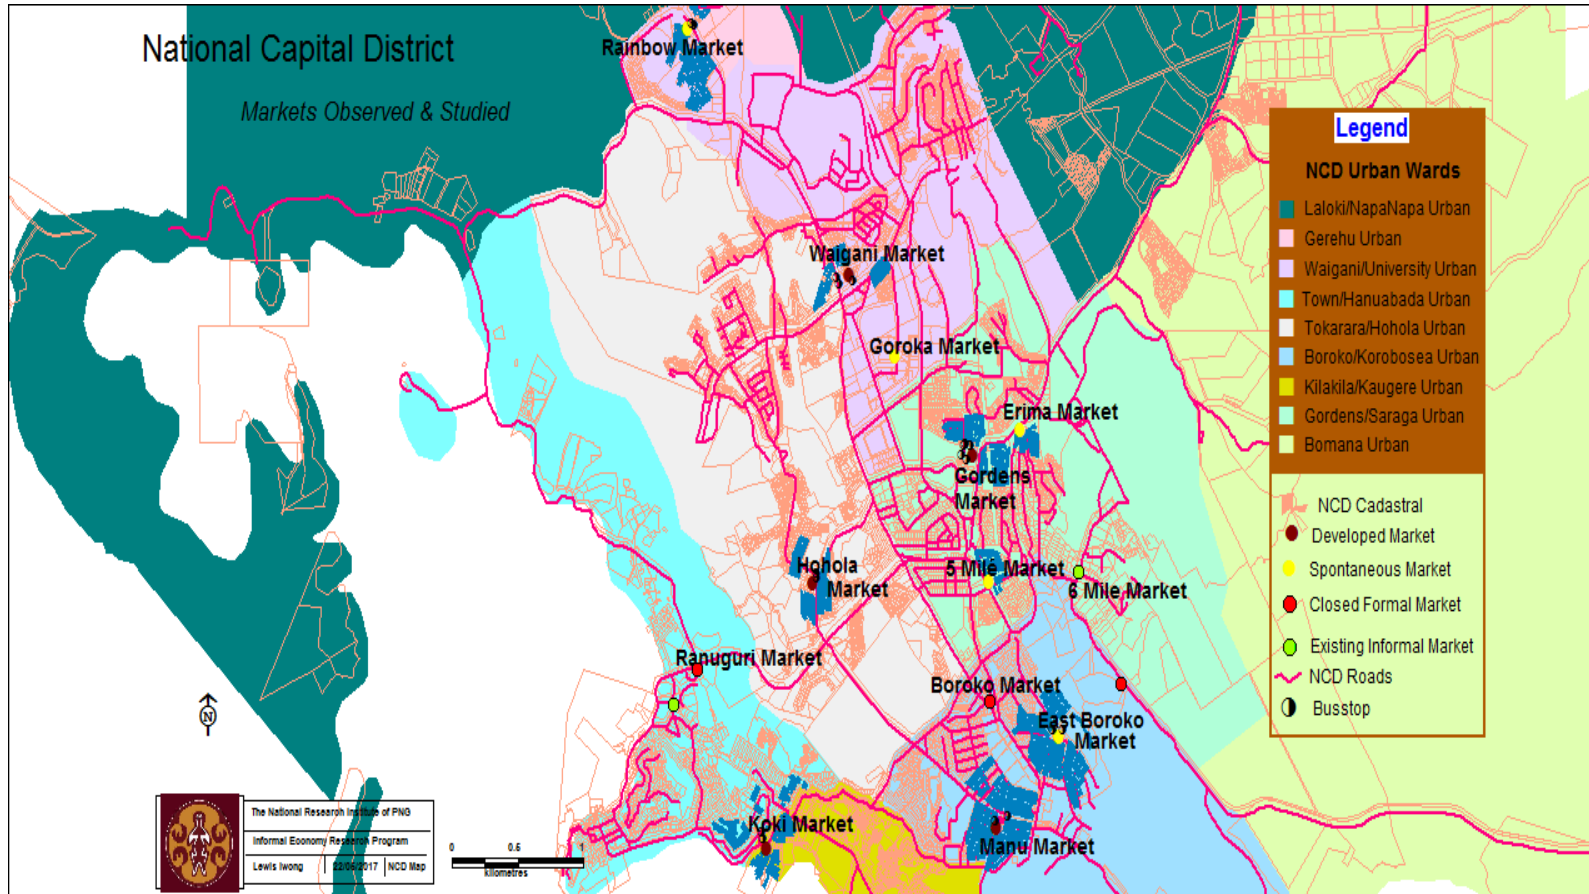 National Capital District
Markets Observed & Studied
Rainbow Market
Waigani Market
Goroka Market
Erima Market
Gordens
Market
Hohola
Market
5 Mile Market
6 Mile Market
Ranuguri Market
Boroko Market
East Boroko
Market
Koki Market
Manu Market
Legend
NCD Urban Wards
Laloki/NapaNapa Urban
Gerehu Urban
Waigani/University Urban
Town/Hanuabada Urban
Tokarara/Hohola Urban
Boroko/Korobosea Urban
Kilakila/Kaugere Urban
Gordens/Saraga Urban
Bomana Urban
NCD Cadastral
Developed Market
Spontaneous Market
Closed Formal Market
Existing Informal Market
NCD Roads
Busstop
N
The National Research Institute of PNG
Informal Economy Research Program
Lewis Iwong 22/06/2017 NCD Map
0 0.5 1
kilometres